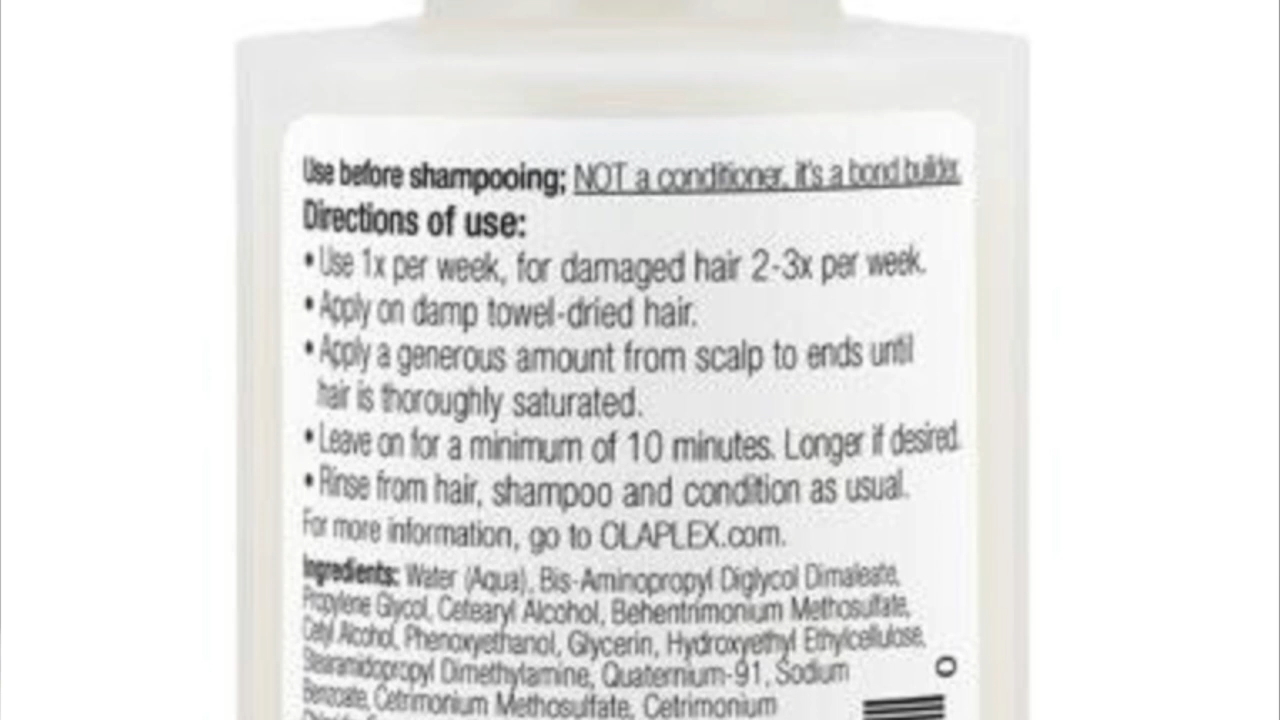 Use before shampooing; NOT a conditioner, it's a bond builder.
Directions of use:
• Use 1x per week, for damaged hair 2-3x per week.
• Apply on damp towel-dried hair.
• Apply a generous amount from scalp to ends until
hair is thoroughly saturated.
• Leave on for a minimum of 10 minutes. Longer if desired.
• Rinse from hair, shampoo and condition as usual.
For more information, go to OLAPLEX.com.
Ingredients: Water (Aqua), Bis-Aminopropyl Diglycol Dimaleate,
Propylene Glycol, Cetearyl Alcohol, Behentrimonium Methosulfate,
Cetyl Alcohol, Phenoxyethanol, Glycerin, Hydroxyethyl Ethylcellulose,
Stearamidopropyl Dimethylamine, Quaternium-91, Sodium
Benzoate, Cetrimonium Methosulfate, Cetrimonium
0